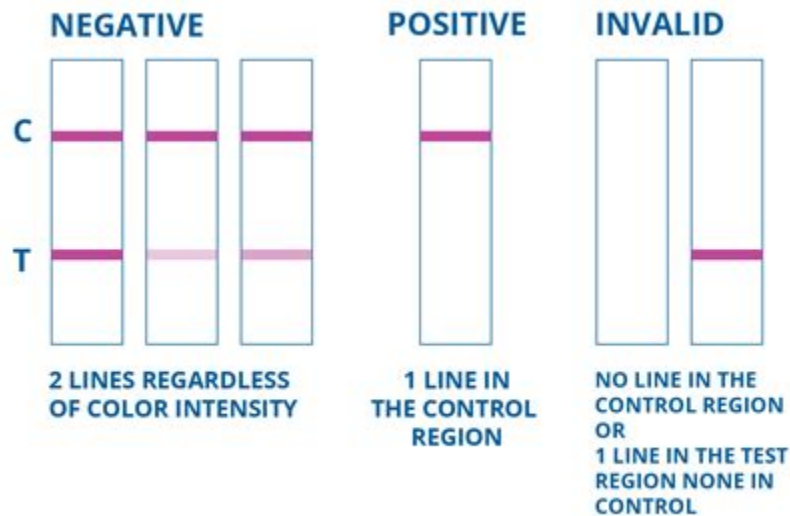 NEGATIVE
POSITIVE
INVALID
C
T
2 LINES REGARDLESS
OF COLOR INTENSITY
1 LINE IN
THE CONTROL
REGION
NO LINE IN THE
CONTROL REGION
OR
1 LINE IN THE TEST
REGION NONE IN
CONTROL